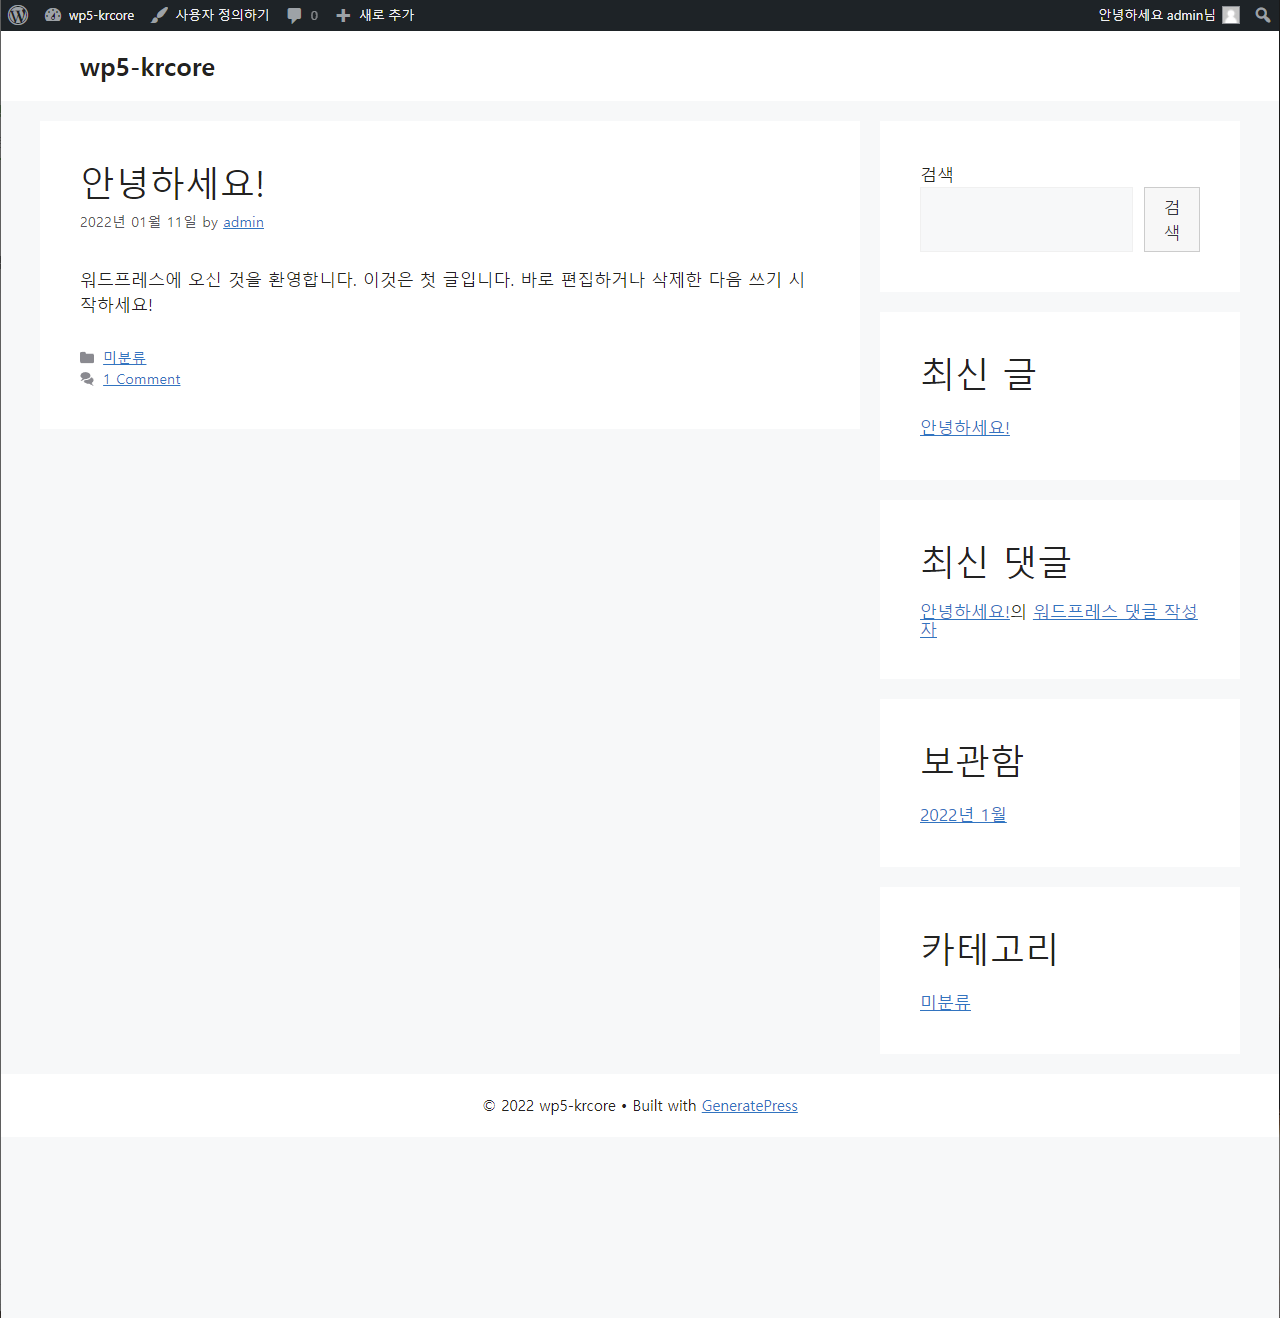 wp5-krcore 사용자 정의하기 0 새로 추가 안녕하세요 admin님
wp5-krcore
안녕하세요!
2022년 01월 11일 by admin
워드프레스에 오신 것을 환영합니다. 이것은 첫 글입니다. 바로 편집하거나 삭제한 다음 쓰기 시
작하세요!
미분류
1 Comment
검색
검
색
최신 글
안녕하세요!
최신 댓글
안녕하세요!의 워드프레스 댓글 작성
자
보관함
2022년 1월
카테고리
미분류
© 2022 wp5-krcore • Built with GeneratePress